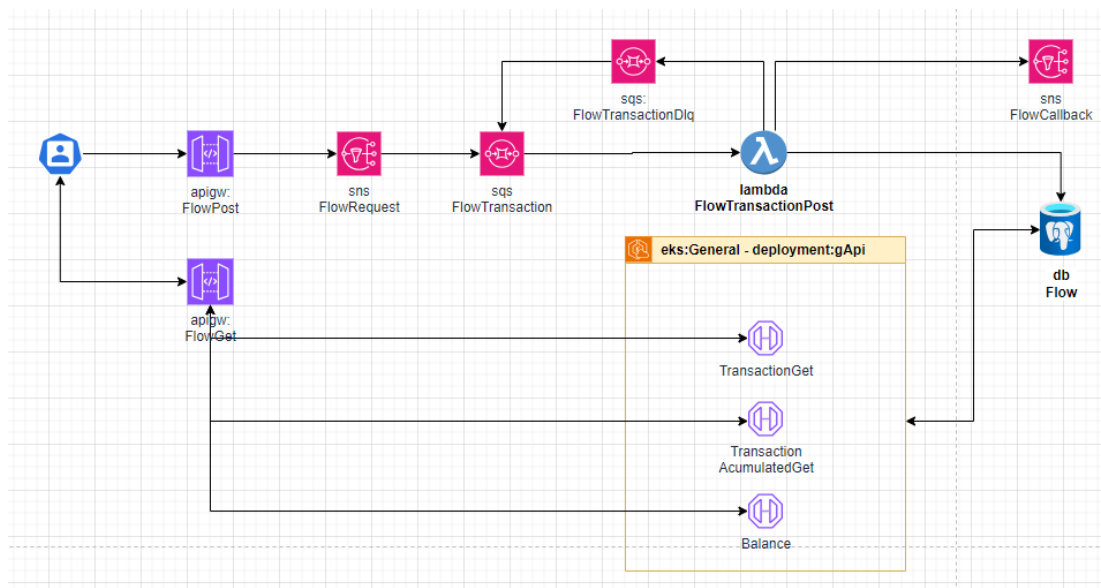 sqs:
FlowTransactionDlq
sns
FlowCallback
apigw:
FlowPost
sns
FlowRequest
sqs
FlowTransaction
lambda
FlowTransactionPost
eks:General - deployment:gApi
db
Flow
apigw:
FlowGet
TransactionGet
Transaction
AcumulatedGet
Balance